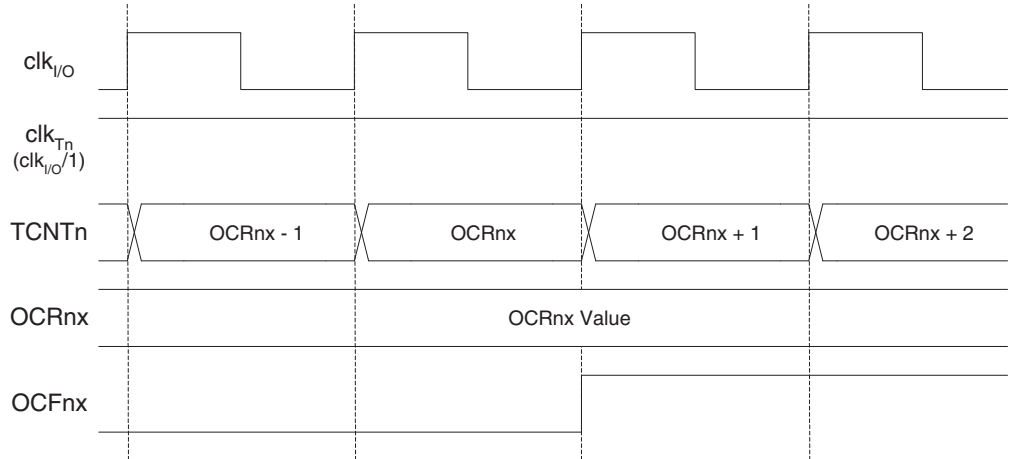 clkI/O
clkTn
(clkI/O/1)
TCNTn OCRnx - 1 OCRnx OCRnx + 1 OCRnx + 2
OCRnx OCRnx Value
OCFnx